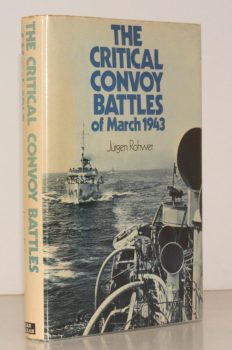 THE
CRITICAL
CONVOY
BATTLES
of March 1943
Jürgen Rohwer
THE CRITICAL CONVOY BATTLES